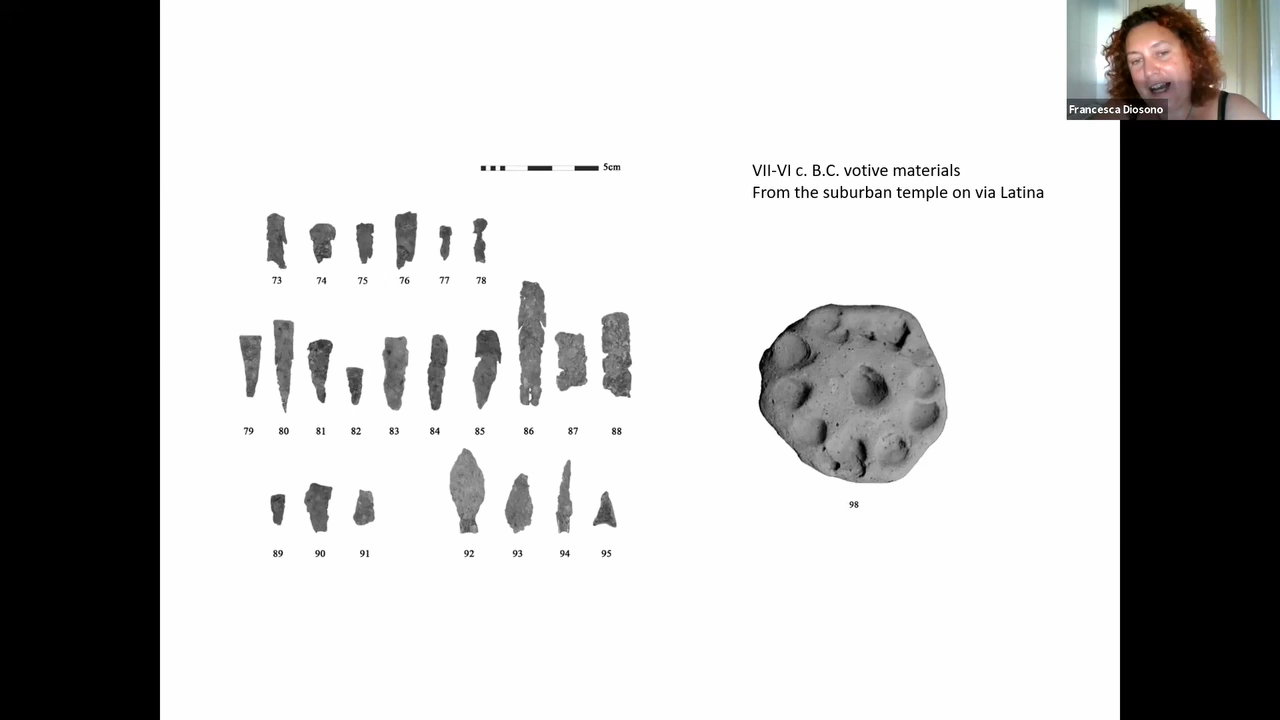 Francesca Diosono
5cm
VII-VI c. B.C. votive materials
From the suburban temple on via Latina
73 74 75 76 77 78
79 80 81 82 83 84 85 86 87 88
89 90 91 92 93 94 95
98